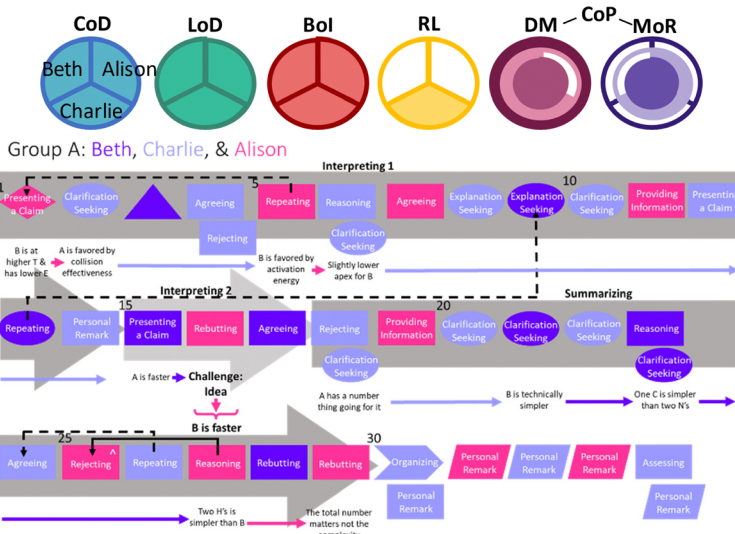 CoD LoD BoI RL DM CoP MoR
Beth Alison
Charlie
Group A: Beth, Charlie, & Alison
Interpreting 1
1 5 10
Presenting a Claim
Clarification Seeking
Agreeing
Rejecting
Repeating
Reasoning
Clarification Seeking
Agreeing
Explanation Seeking
Explanation Seeking
Clarification Seeking
Providing Information
Presentin
a Claim
B is at higher T & has lower E
A is favored by collision effectiveness
B is favored by activation energy
Slightly lower apex for B
Interpreting 2
Summarizing
15 20
Repeating
Personal Remark
Presenting a Claim
Rebutting
Agreeing
Rejecting
Clarification Seeking
Providing Information
Clarification Seeking
Clarification Seeking
Clarification Seeking
Reasoning
Clarification Seeking
A is faster
Challenge:
Idea
B is faster
A has a number thing going for it
B is technically simpler
One C is simpler than two N's
25 30
Agreeing
Rejecting
^
Repeating
Reasoning
Rebutting
Rebutting
Organizing
Personal Remark
Personal Remark
Personal Remark
Personal Remark
Assessing
Personal Remark
Two H's is simpler than B
The total number matters not the